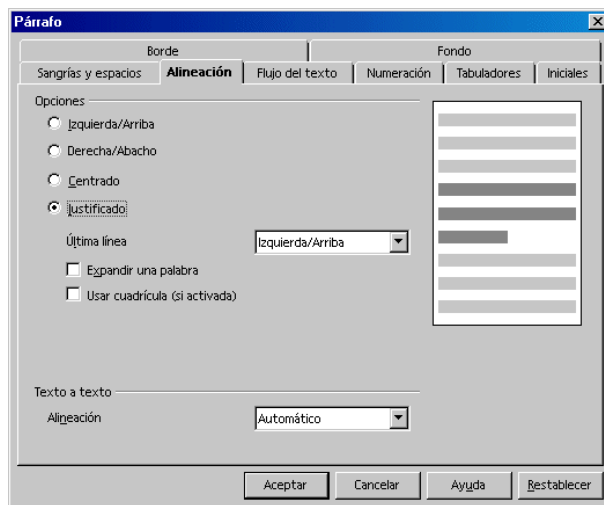 Párrafo
Borde Fondo
Sangrías y espacios Alineación Flujo del texto Numeración Tabuladores Iniciales
Opciones
Izquierda/Arriba
Derecha/Abacho
Centrado
Justificado
Última línea Izquierda/Arriba
Expandir una palabra
Usar cuadrícula (si activada)
Texto a texto
Alineación Automático
Aceptar Cancelar Ayuda Restablecer